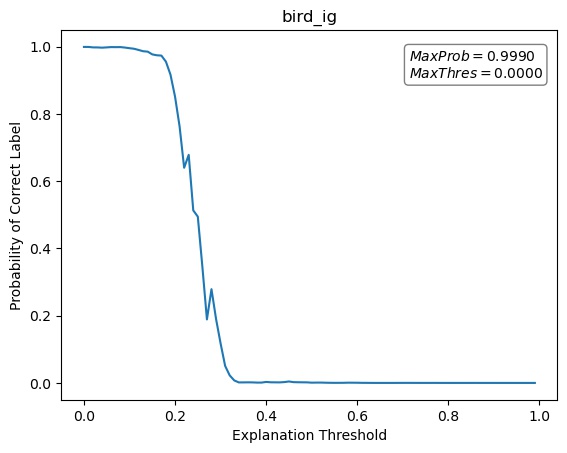 bird_ig
MaxProb = 0.9990
MaxThres = 0.0000
Probability of Correct Label
1.0
0.8
0.6
0.4
0.2
0.0
0.0 0.2 0.4 0.6 0.8 1.0
Explanation Threshold